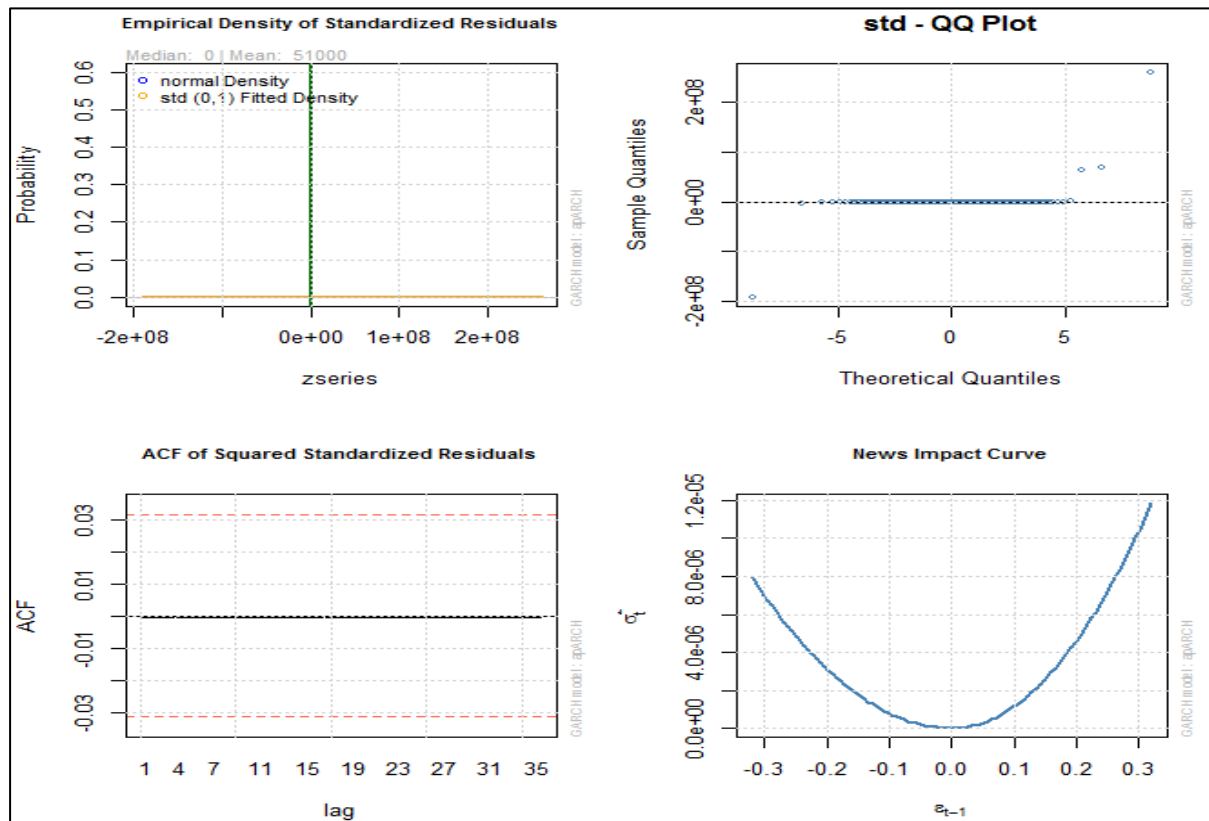 Empirical Density of Standardized Residuals
Median: 0 | Mean: 51000
normal Density
std (0,1) Fitted Density
Probability
0.0 0.1 0.2 0.3 0.4 0.5 0.6
-2e+08 0e+00 1e+08 2e+08
zseries
GARCH model: apARCH
std - QQ Plot
Sample Quantiles
-2e+08 0e+00 2e+08
-5 0 5
Theoretical Quantiles
GARCH model: apARCH
ACF of Squared Standardized Residuals
ACF
-0.03 -0.01 0.01 0.03
1 4 7 11 15 19 23 27 31 35
lag
GARCH model: apARCH
News Impact Curve
0.0e+00 4.0e-06 8.0e-06 1.2e-05
-0.3 -0.2 -0.1 0.0 0.1 0.2 0.3
εt−1
GARCH model: apARCH